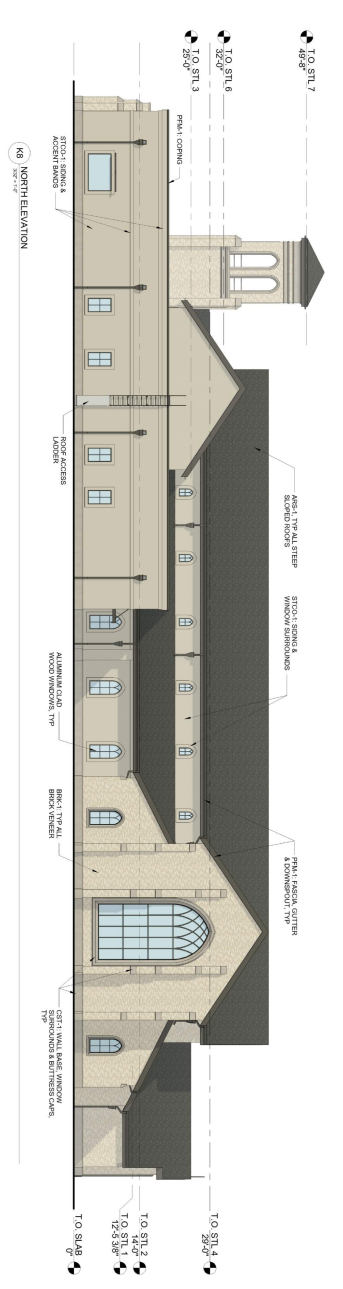 T.O. STL 7
49'-8"
T.O. STL 6
32'-0"
T.O. STL 3
25'-0"
PFM-1: COPING
STCO-1: SIDING &
ACCENT BANDS
ROOF ACCESS
LADDER
ARS-1, TYP ALL STEEP
SLOPED ROOFS
STCO-1: SIDING &
WINDOW SURROUNDS
ALUMINUM CLAD
WOOD WINDOWS, TYP
BRK-1: TYP ALL
BRICK VENEER
PFM-1: FASCIA, GUTTER
& DOWNSPOUT, TYP
CST-1: WALL BASE, WINDOW
SURROUNDS & BUTTRESS CAPS,
TYP
T.O. STL 4
29'-0"
T.O. STL 2
14'-0"
T.O. STL 1
12'-5 3/8"
T.O. SLAB
0"
K8
NORTH ELEVATION
3/32" = 1'-0"